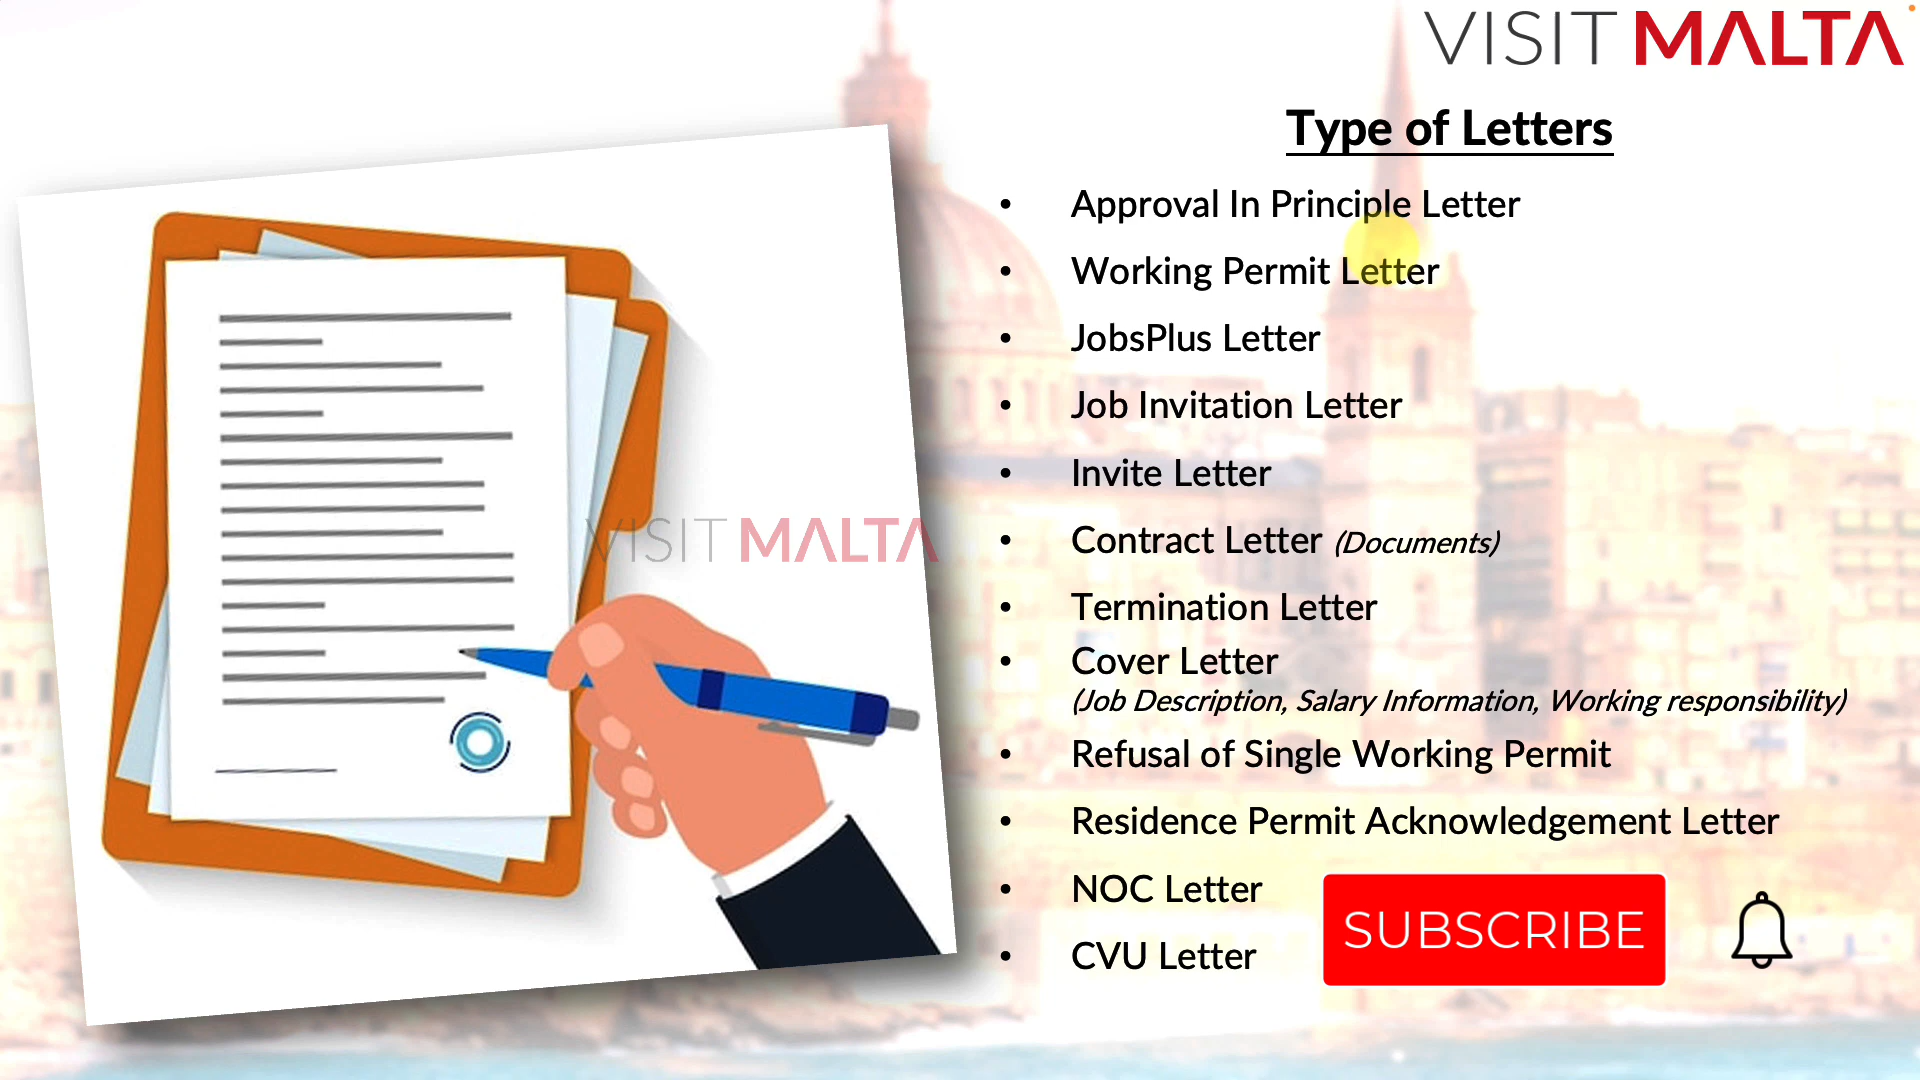 VISIT MALTA
Type of Letters
• Approval In Principle Letter
• Working Permit Letter
• JobsPlus Letter
• Job Invitation Letter
• Invite Letter
• Contract Letter (Documents)
• Termination Letter
• Cover Letter
(Job Description, Salary Information, Working responsibility)
• Refusal of Single Working Permit
• Residence Permit Acknowledgement Letter
• NOC Letter
• CVU Letter
SUBSCRIBE
VISIT MALTA